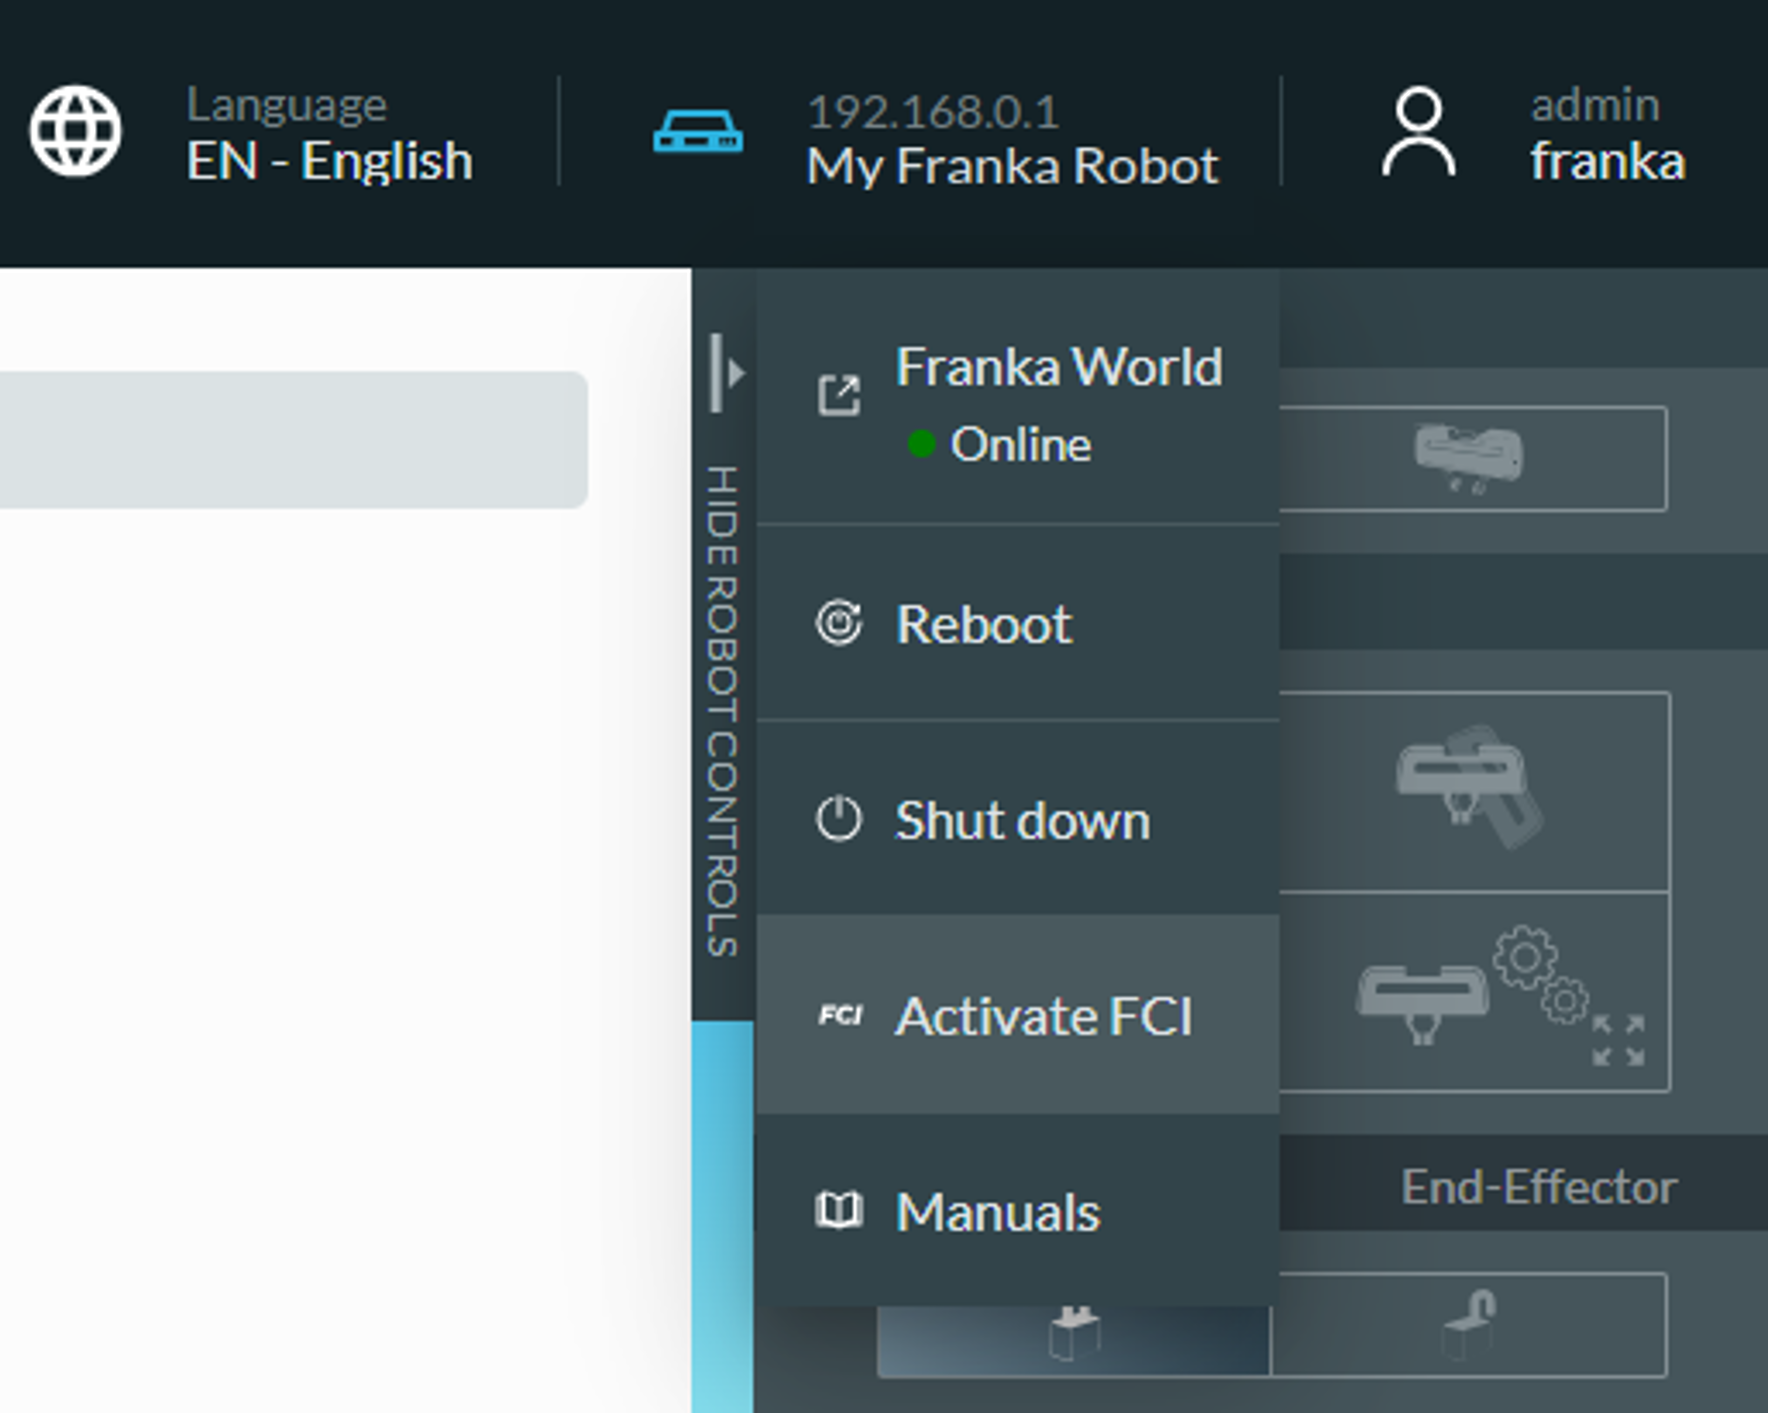 Language
EN - English
192.168.0.1
My Franka Robot
admin
franka
HIDE ROBOT CONTROLS
Franka World
Online
Reboot
Shut down
FCI Activate FCI
Manuals
End-Effector